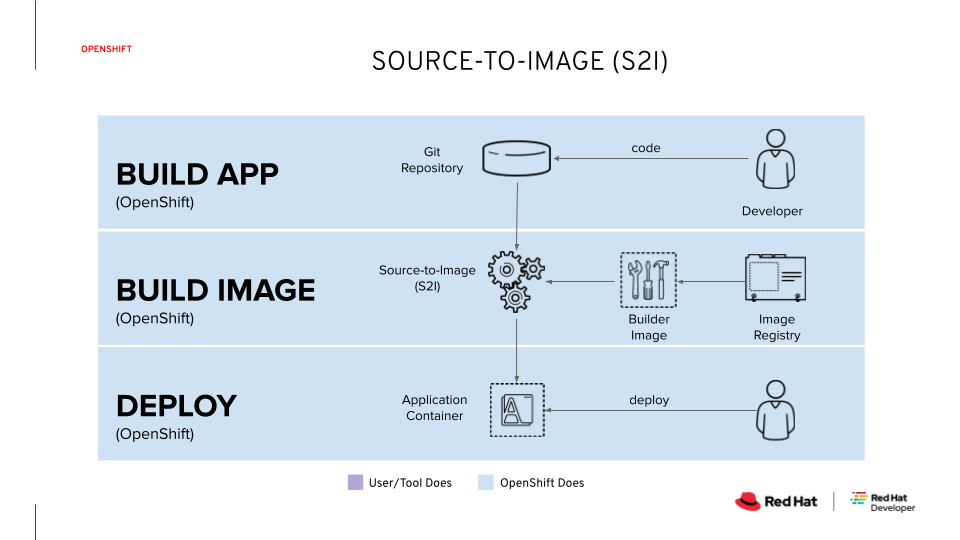 OPENSHIFT
SOURCE-TO-IMAGE (S2I)
BUILD APP
(OpenShift)
Git
Repository
code
Developer
BUILD IMAGE
(OpenShift)
Source-to-Image
(S2I)
Builder
Image
Image
Registry
DEPLOY
(OpenShift)
Application
Container
A
deploy
User/Tool Does
OpenShift Does
Red Hat
Red Hat
Developer